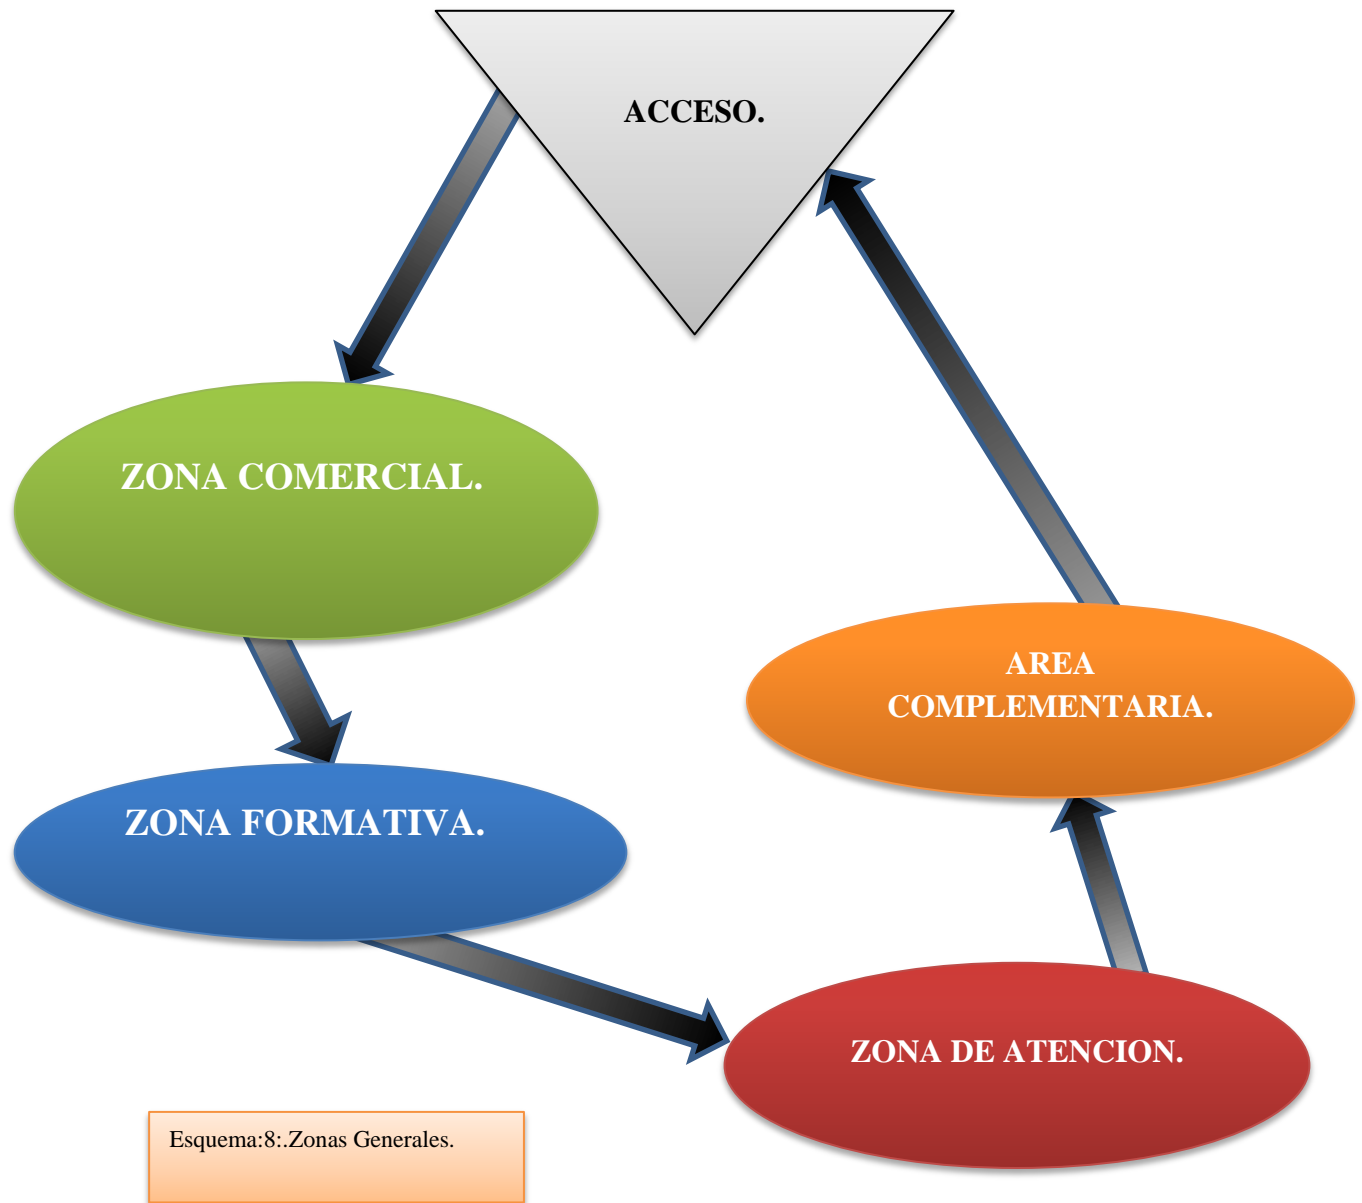 ACCESO.
ZONA COMERCIAL.
AREA
COMPLEMENTARIA.
ZONA FORMATIVA.
ZONA DE ATENCION.
Esquema:8:.Zonas Generales.